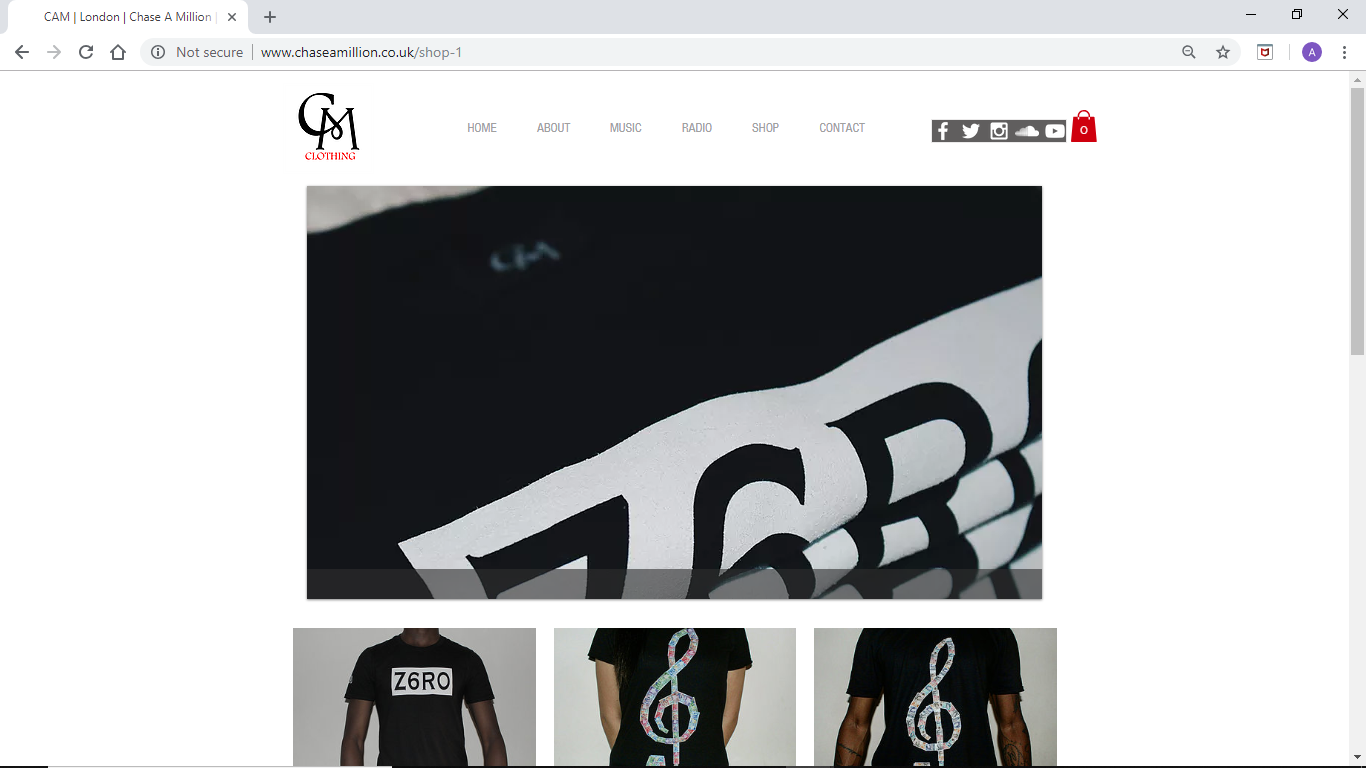 CAM | London | Chase A Million |
Not secure
www.chaseamillion.co.uk/shop-1
A
CM
CLOTHING
HOME
ABOUT
MUSIC
RADIO
SHOP
CONTACT
0
CM
Z6RO
Z6RO